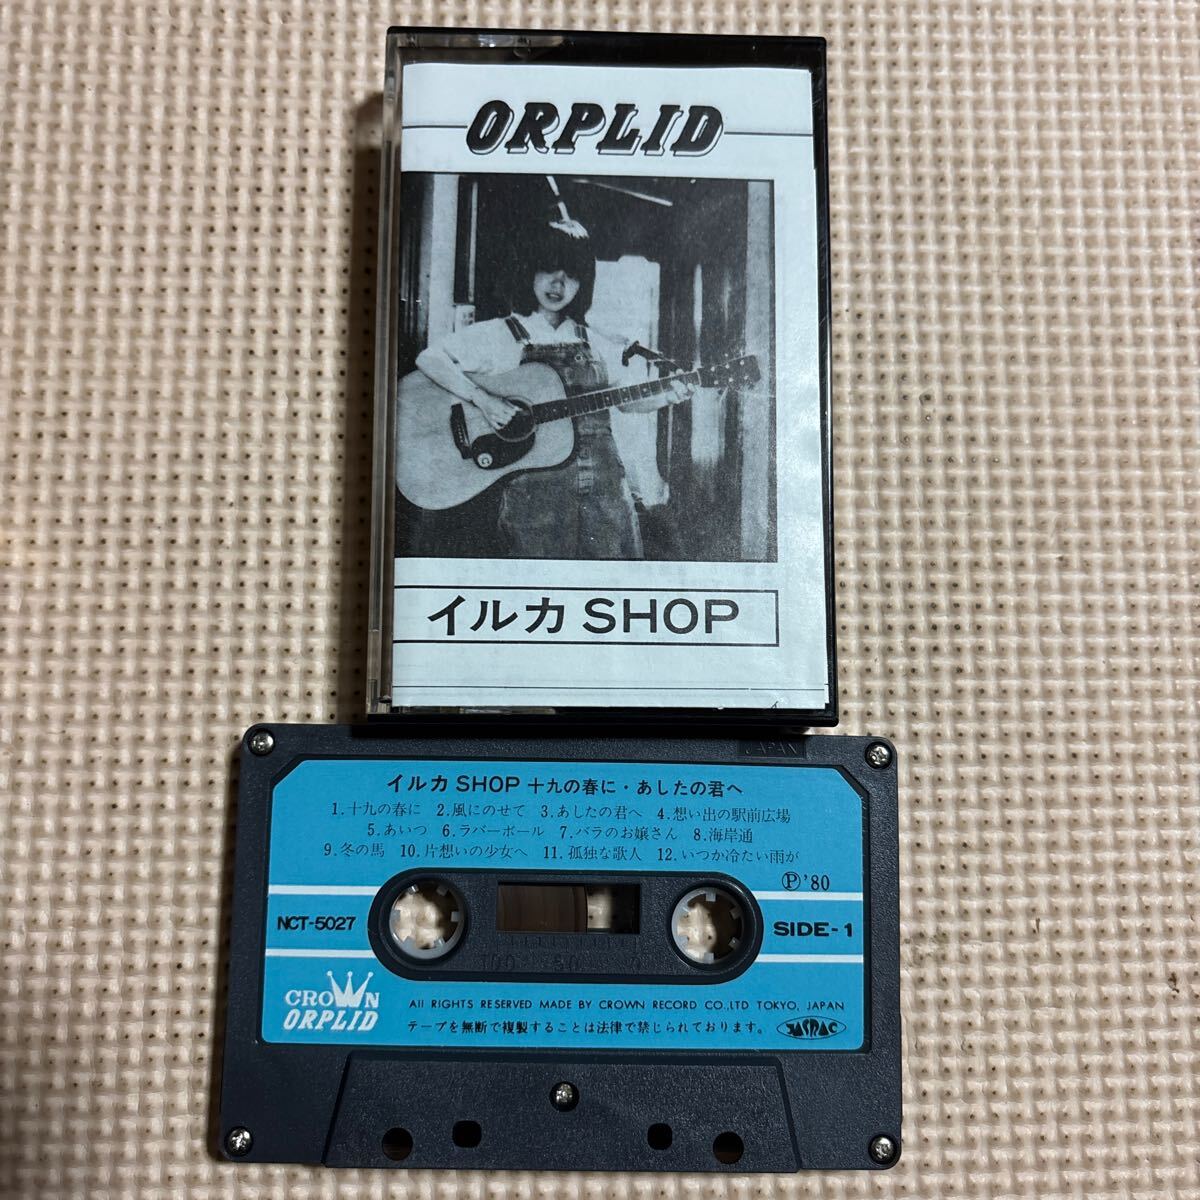 ORPLID
G
イルカ SHOP
JAPAN
イルカ SHOP 十九の春に・あしたの君へ
1.十九の春に 2.風にのせて 3.あしたの君へ 4.想い出の駅前広場
5.あいつ 6.ラバーボール 7.バラのお嬢さん 8.海岸通
9.冬の馬 10.片想いの少女へ 11.孤独な歌人 12.いつか冷たい雨が
Ⓟ'80
NCT-5027
SIDE-1
100 50 0
CROWN
ORPLID
All RIGHTS RESERVED MADE BY CROWN RECORD CO.,LTD TOKYO, JAPAN
テープを無断で複製することは法律で禁じられております。
JASRAC